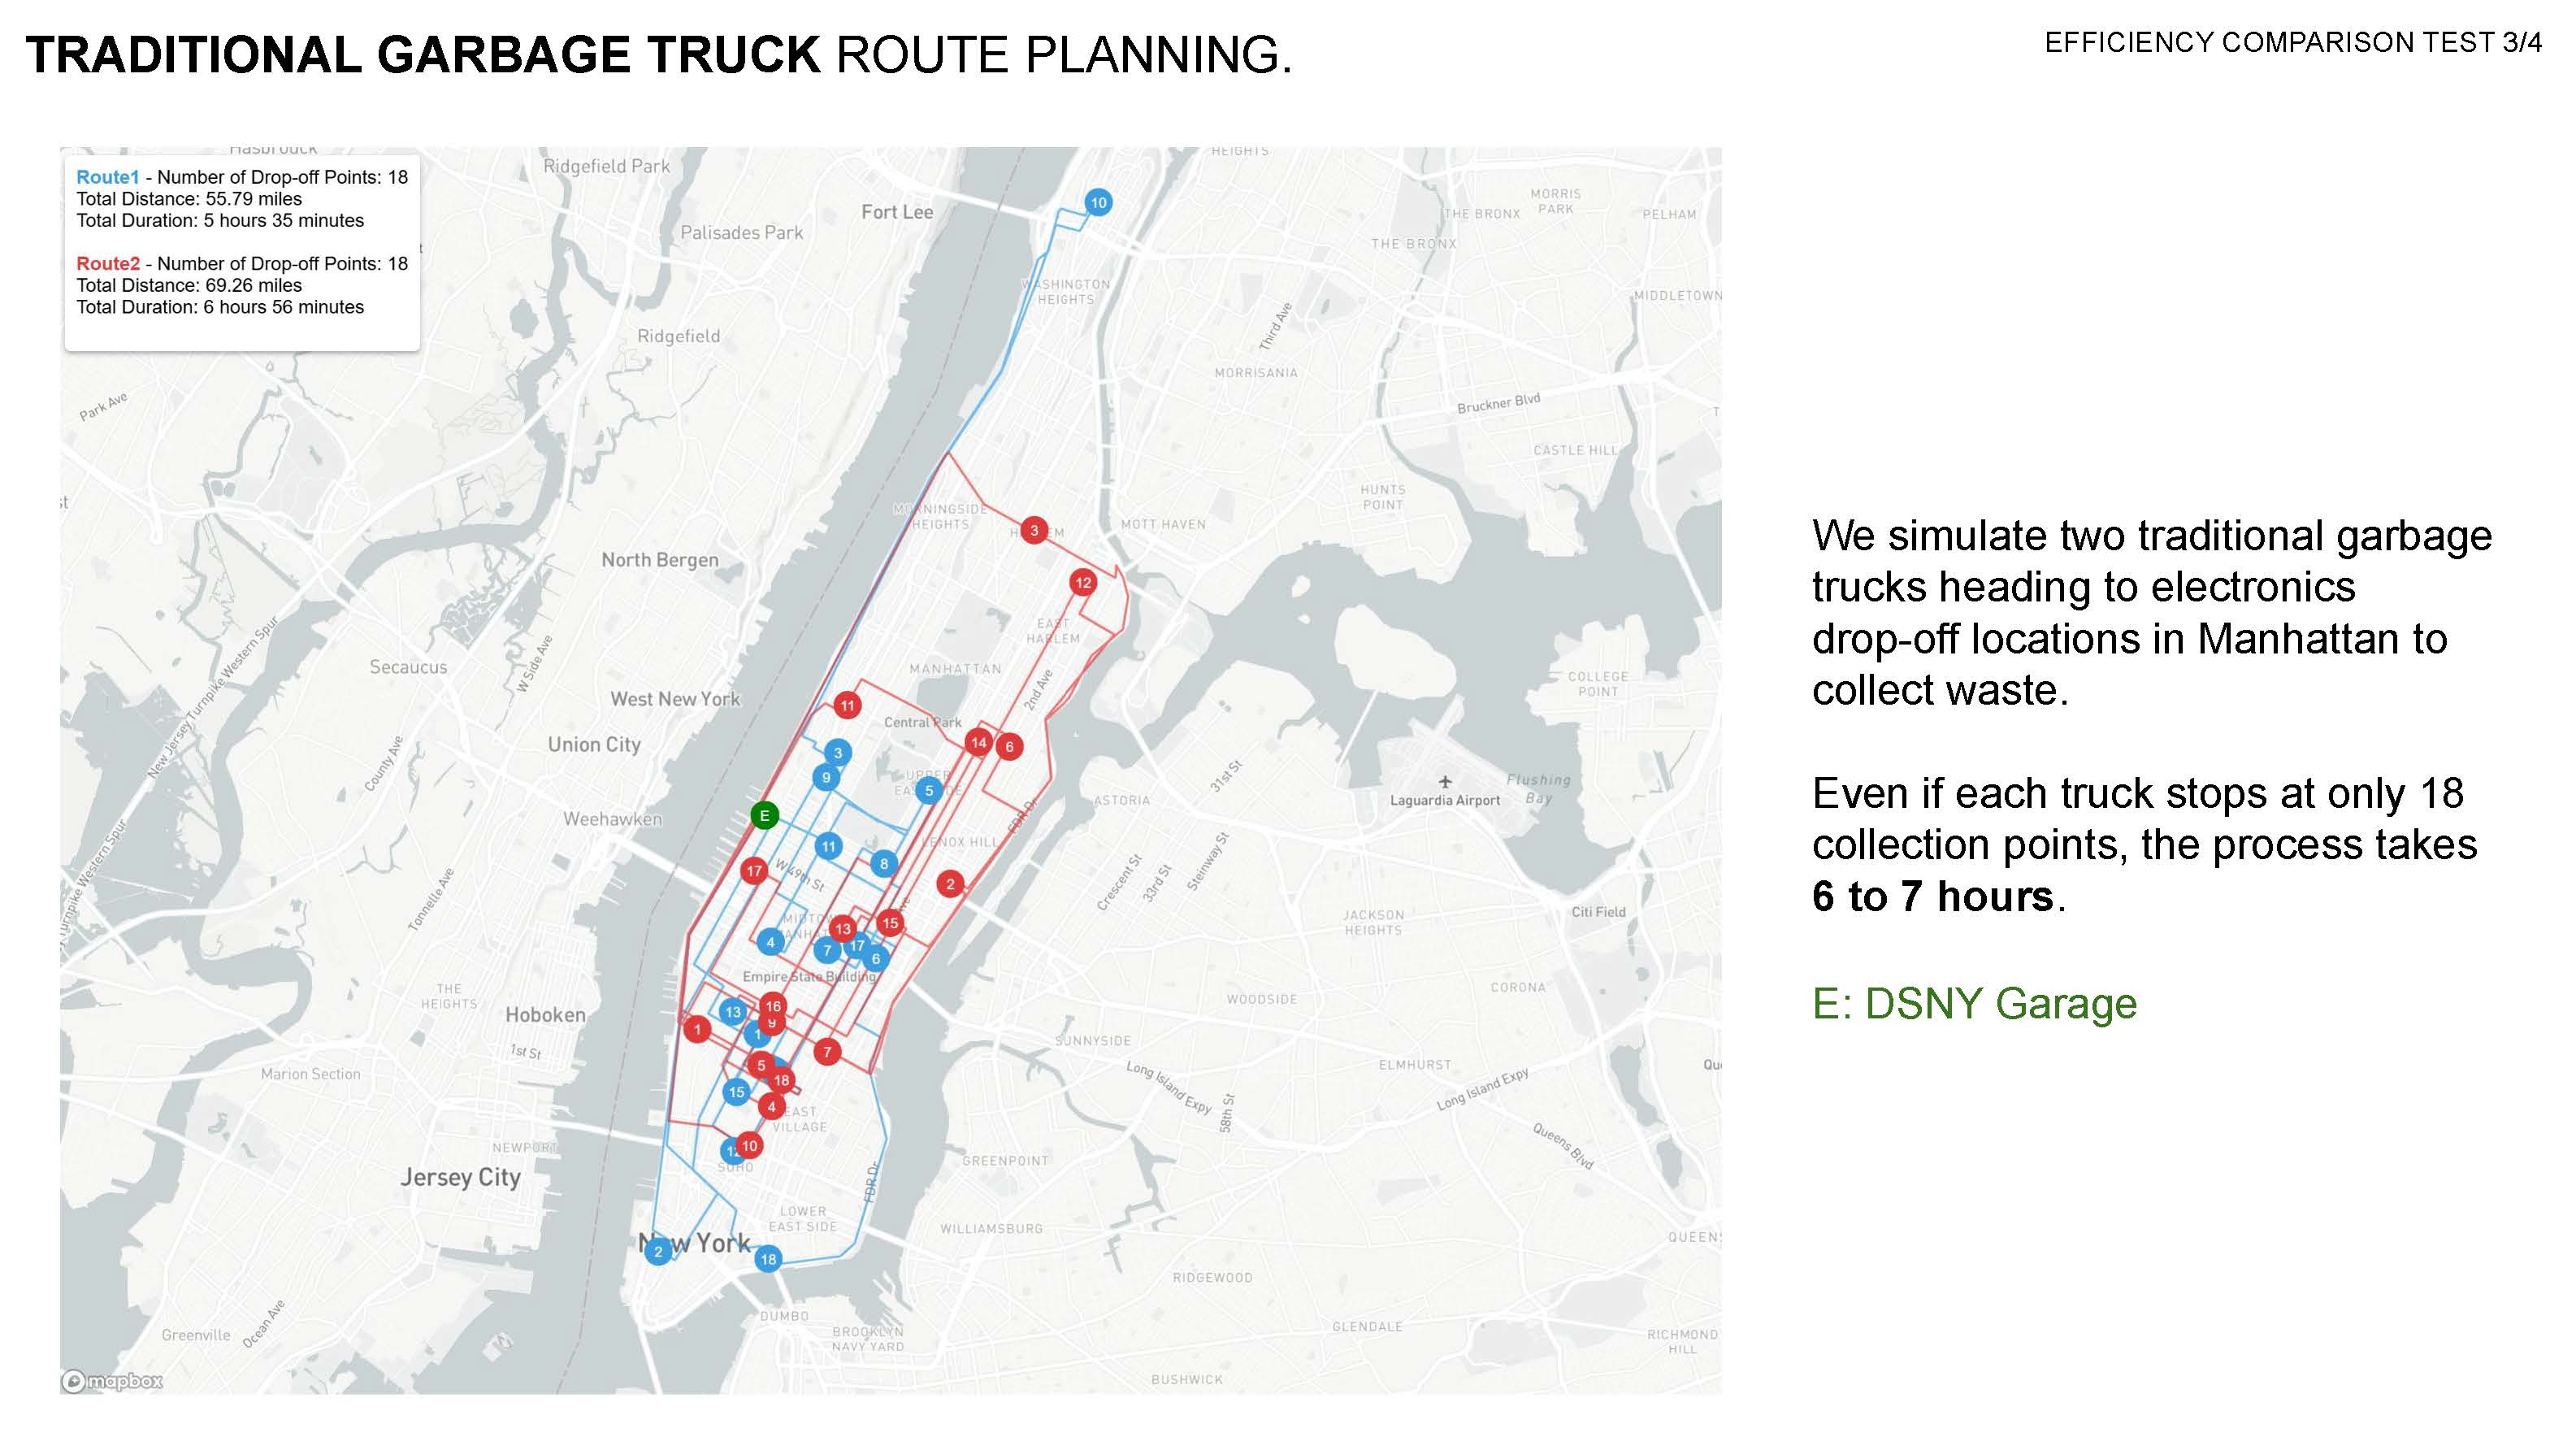 TRADITIONAL GARBAGE TRUCK ROUTE PLANNING.
EFFICIENCY COMPARISON TEST 3/4
Route1 - Number of Drop-off Points: 18
Total Distance: 55.79 miles
Total Duration: 5 hours 35 minutes
Route2 - Number of Drop-off Points: 18
Total Distance: 69.26 miles
Total Duration: 6 hours 56 minutes
We simulate two traditional garbage
trucks heading to electronics
drop-off locations in Manhattan to
collect waste.
Even if each truck stops at only 18
collection points, the process takes
6 to 7 hours.
E: DSNY Garage
Ridgefield Park
Fort Lee
Palisades Park
HEIGHTS
MORRIS
PARK
THE BRONX
PELHAM
THE BRONX
10
WASHINGTON
HEIGHTS
MIDDLETOWN
Third Ave
Ridgefield
MORRISANIA
Park Ave
Bruckner Blvd
CASTLE HILL
HUNTS
POINT
MORNINGSIDE
HEIGHTS
3
MOTT HAVEN
North Bergen
12
EAST
HARLEM
Secaucus
W Side Ave
MANHATTAN
COLLEGE
POINT
West New York
2nd Ave
11
Central Park
New Jersey Turnpike Western Spur
Union City
14
6
3
9
UPPER
5
County Ave
31st St
Laguardia Airport
Flushing
Bay
ASTORIA
Weehawken
E
FDR Dr
11
LENOX HILL
8
17
W 49th St
2
Crescent St
33rd St
Steinway St
Turnpike Western Spur
Tonnelle Ave
JACKSON
HEIGHTS
Citi Field
13
15
4
7
17
6
Empire State Building
THE
HEIGHTS
Hoboken
WOODSIDE
CORONA
13
16
9
1
1
7
SUNNYSIDE
1st St
Marion Section
5
18
15
4
EAST
VILLAGE
ELMHURST
Long Island Expy
Long Island Expy
58th St
Queens Blvd
NEWPORT
12
10
SOHO
Jersey City
GREENPOINT
FDR Dr
LOWER
EAST SIDE
WILLIAMSBURG
New York
2
18
QUEENS
RIDGEWOOD
DUMBO
BROOKLYN
NAVY YARD
Greenville
Ocean Ave
GLENDALE
RICHMOND
HILL
BUSHWICK
mapbox